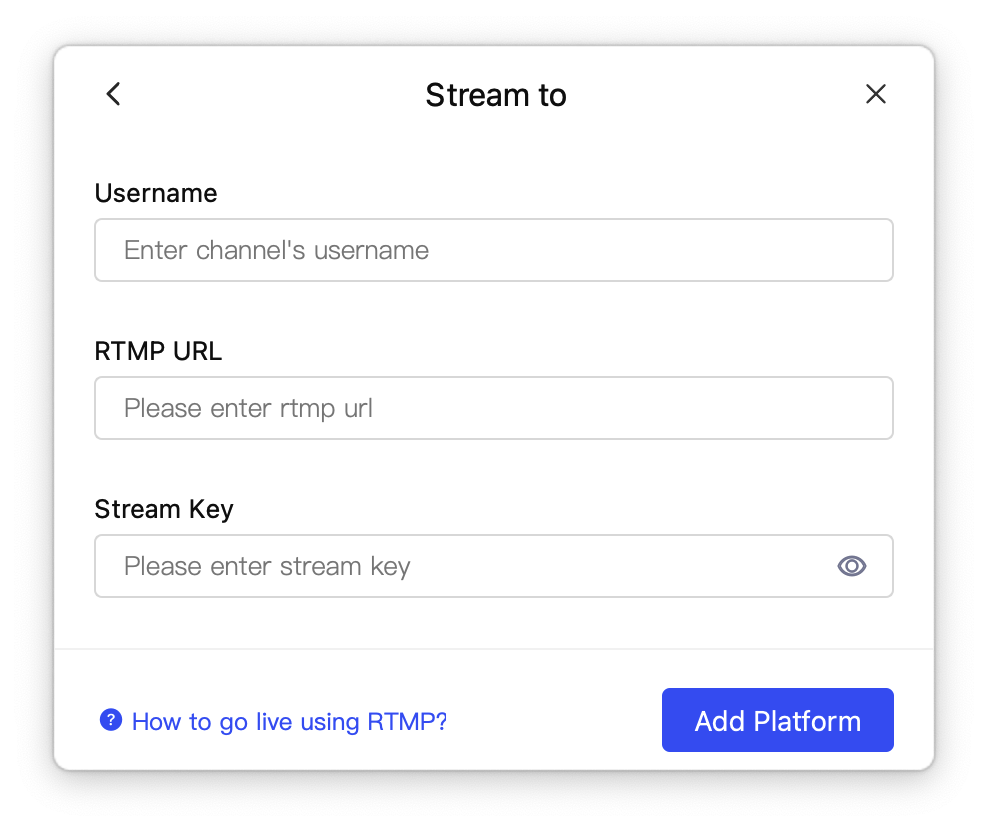 Stream to
Username
Enter channel's username
RTMP URL
Please enter rtmp url
Stream Key
Please enter stream key
? How to go live using RTMP?
Add Platform